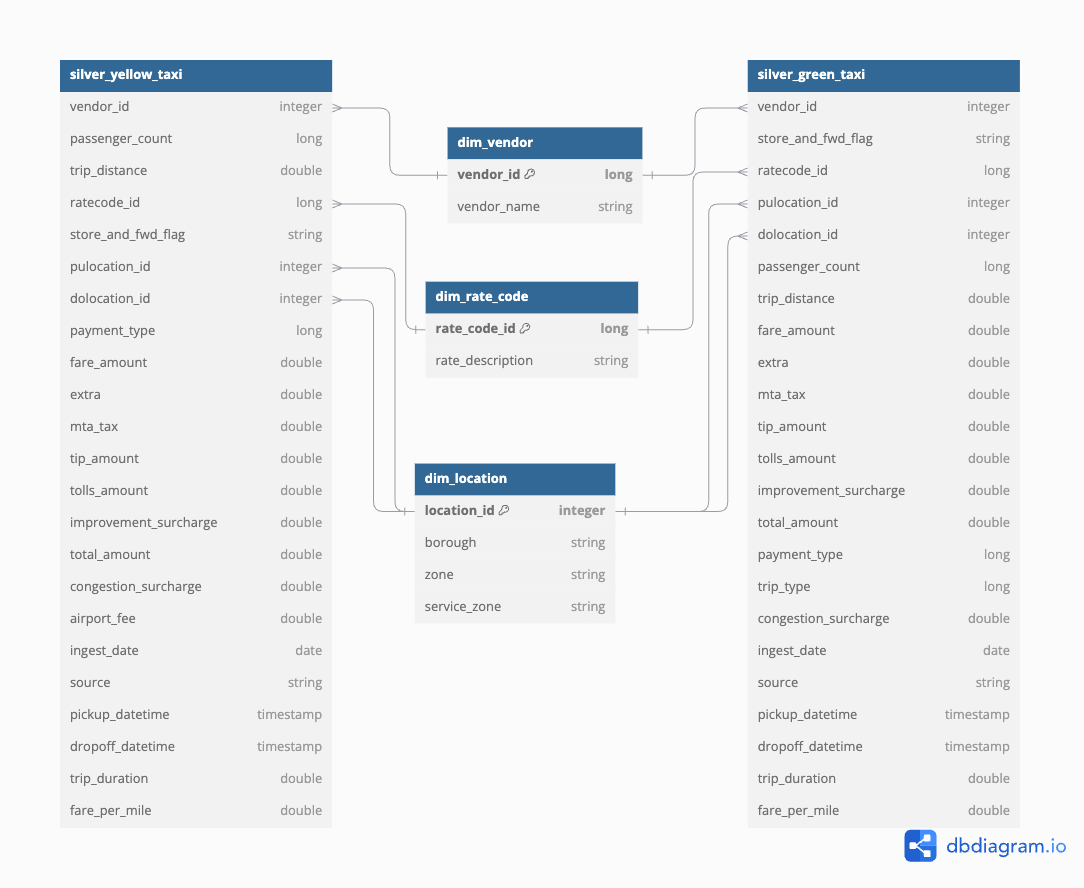 silver_yellow_taxi
vendor_id integer
passenger_count long
trip_distance double
ratecode_id long
store_and_fwd_flag string
pulocation_id integer
dolocation_id integer
payment_type long
fare_amount double
extra double
mta_tax double
tip_amount double
tolls_amount double
improvement_surcharge double
total_amount double
congestion_surcharge double
airport_fee double
ingest_date date
source string
pickup_datetime timestamp
dropoff_datetime timestamp
trip_duration double
fare_per_mile double
dim_vendor
vendor_id long
vendor_name string
dim_rate_code
rate_code_id long
rate_description string
dim_location
location_id integer
borough string
zone string
service_zone string
silver_green_taxi
vendor_id integer
store_and_fwd_flag string
ratecode_id long
pulocation_id integer
dolocation_id integer
passenger_count long
trip_distance double
fare_amount double
extra double
mta_tax double
tip_amount double
tolls_amount double
improvement_surcharge double
total_amount double
payment_type long
trip_type long
congestion_surcharge double
ingest_date date
source string
pickup_datetime timestamp
dropoff_datetime timestamp
trip_duration double
fare_per_mile double
dbdiagram.io